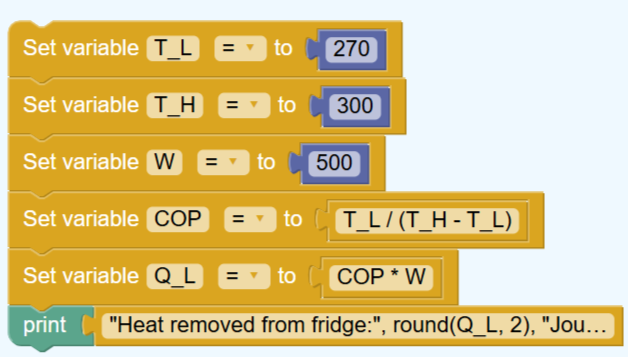 Set variable T_L = to 270
Set variable T_H = to 300
Set variable W = to 500
Set variable COP = to T_L / (T_H - T_L)
Set variable Q_L = to COP * W
print "Heat removed from fridge:", round(Q_L, 2), "Jou...